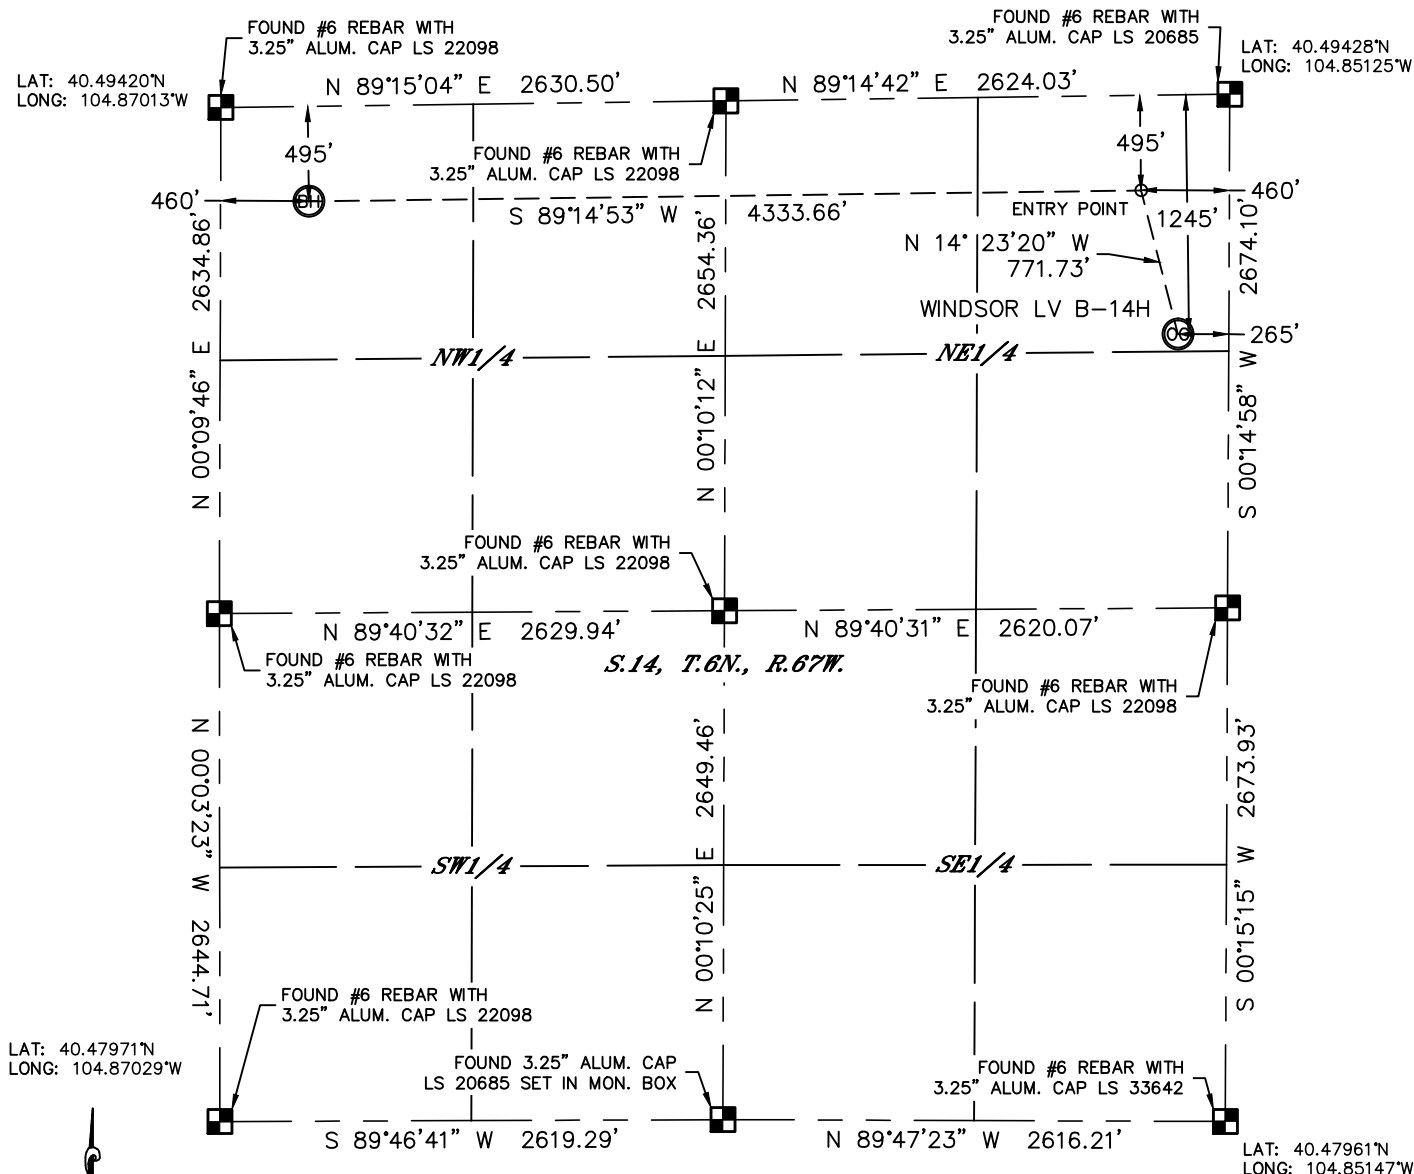 FOUND #6 REBAR WITH
3.25" ALUM. CAP LS 22098
FOUND #6 REBAR WITH
3.25" ALUM. CAP LS 20685
LAT: 40.49420°N
LONG: 104.87013°W
LAT: 40.49428°N
LONG: 104.85125°W
N 89°15'04" E 2630.50'
N 89°14'42" E 2624.03'
495'
FOUND #6 REBAR WITH
3.25" ALUM. CAP LS 22098
495'
460'
BH
S 89°14'53" W 4333.66'
ENTRY POINT
460'
1245'
N 14° 23'20" W
771.73'
WINDSOR LV B-14H
OG
265'
N 00°09'46" E 2634.86'
N 00°10'12" E 2654.36'
S 00°14'58" W 2674.10'
NW1/4
NE1/4
FOUND #6 REBAR WITH
3.25" ALUM. CAP LS 22098
N 89°40'32" E 2629.94'
N 89°40'31" E 2620.07'
FOUND #6 REBAR WITH
3.25" ALUM. CAP LS 22098
S.14, T.6N., R.67W.
FOUND #6 REBAR WITH
3.25" ALUM. CAP LS 22098
N 00°03'23" W 2644.71'
N 00°10'25" E 2649.46'
S 00°15'15" W 2673.93'
SW1/4
SE1/4
FOUND #6 REBAR WITH
3.25" ALUM. CAP LS 22098
LAT: 40.47971°N
LONG: 104.87029°W
FOUND 3.25" ALUM. CAP
LS 20685 SET IN MON. BOX
FOUND #6 REBAR WITH
3.25" ALUM. CAP LS 33642
S 89°46'41" W 2619.29'
N 89°47'23" W 2616.21'
LAT: 40.47961°N
LONG: 104.85147°W